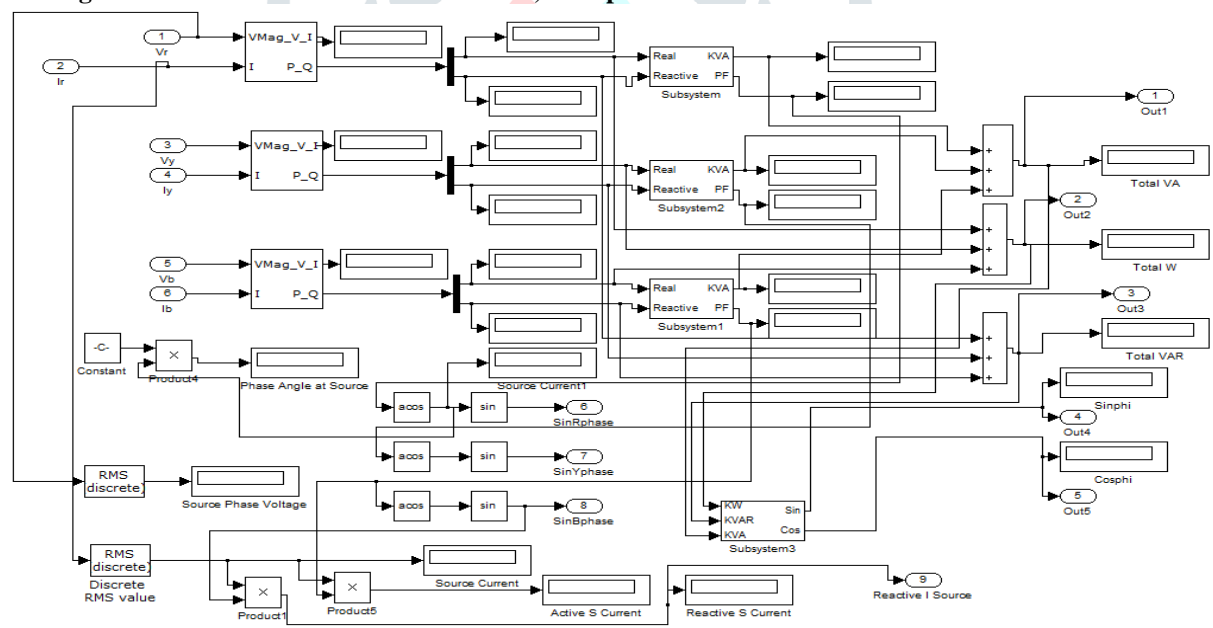 1
Vr
2
Ir
VMag_V_I
I
P_Q
Real
Reactive
KVA
PF
Subsystem
1
Out1
3
Vy
4
Iy
VMag_V_I
I
P_Q
Real
Reactive
KVA
PF
Subsystem2
+
+
+
Total VA
2
Out2
+
+
+
Total W
5
Vb
6
Ib
VMag_V_I
I
P_Q
Real
Reactive
KVA
PF
Subsystem1
3
Out3
+
+
+
Total VAR
-C-
Constant
×
Product4
Phase Angle at Source
Source Current1
acos
sin
6
SinRphase
Sinphi
4
Out4
acos
sin
7
SinYphase
Cosphi
5
Out5
RMS
(discrete)
Source Phase Voltage
acos
sin
8
SinBphase
KW
KVAR
KVA
Sin
Cos
Subsystem3
RMS
(discrete)
Discrete
RMS value
Source Current
×
Product1
×
Product5
Active S Current
Reactive S Current
9
Reactive I Source